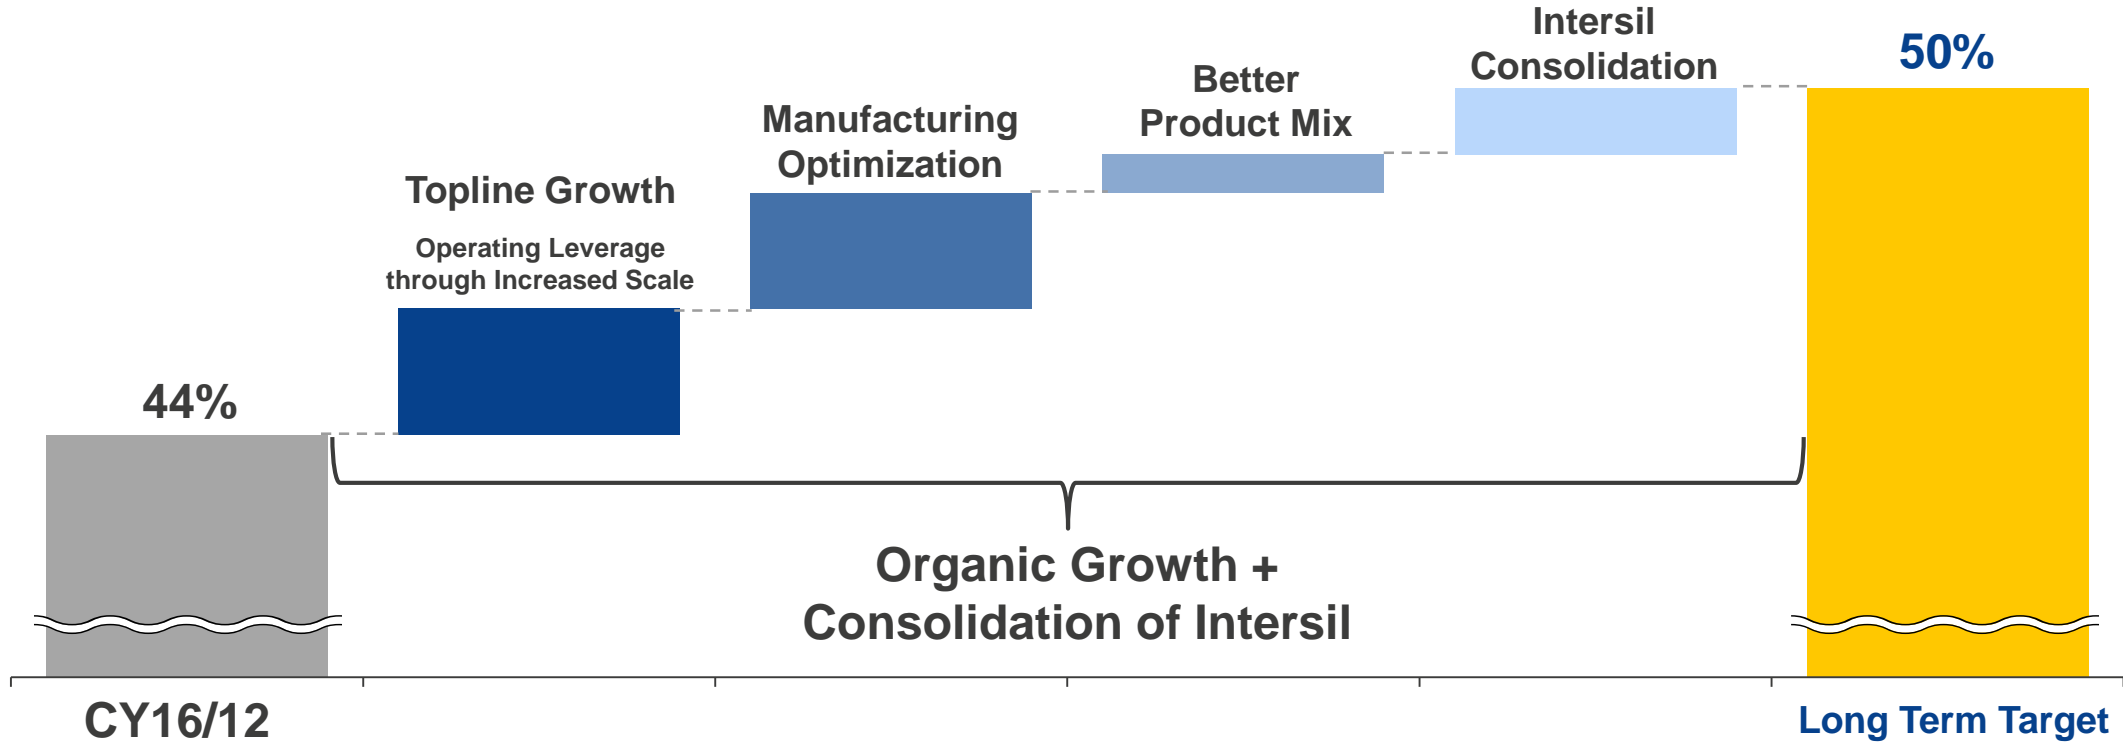 44%
Topline Growth
Operating Leverage
through Increased Scale
Manufacturing
Optimization
Better
Product Mix
Intersil
Consolidation
50%
Organic Growth +
Consolidation of Intersil
CY16/12
Long Term Target